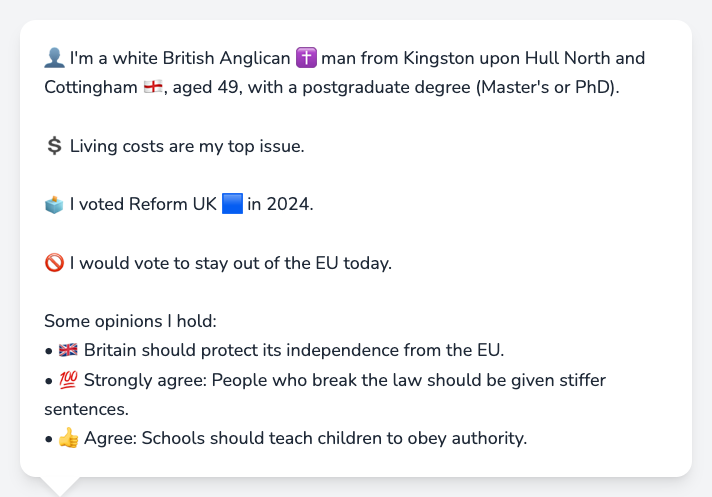 👤 I'm a white British Anglican ✝️ man from Kingston upon Hull North and
Cottingham 🏴󠁧󠁢󠁥󠁮󠁧󠁿, aged 49, with a postgraduate degree (Master's or PhD).
💲 Living costs are my top issue.
🗳️ I voted Reform UK 🟦 in 2024.
🚫 I would vote to stay out of the EU today.
Some opinions I hold:
• 🇬🇧 Britain should protect its independence from the EU.
• 💯 Strongly agree: People who break the law should be given stiffer
sentences.
• 👍 Agree: Schools should teach children to obey authority.